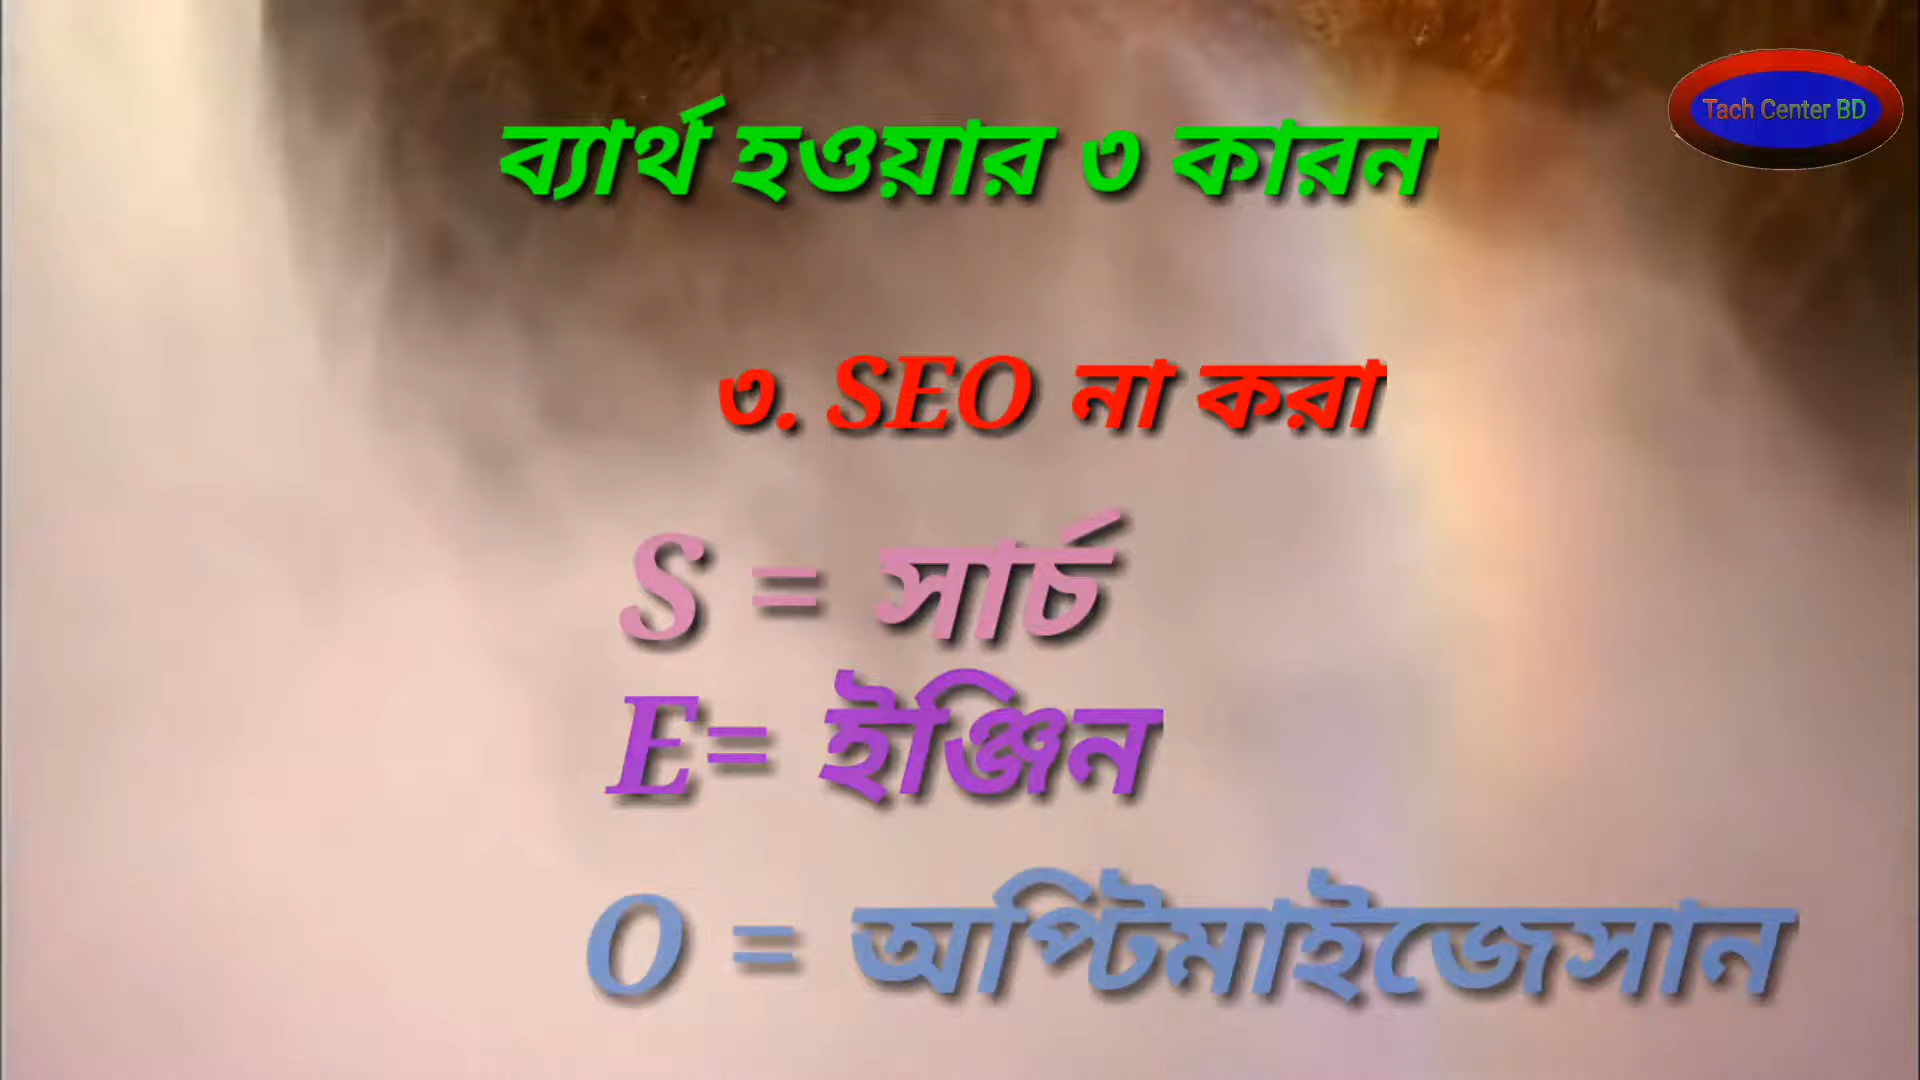 Tach Center BD
ব্যার্থ হওয়ার ৩ কারন
৩. SEO না করা
S = সার্চ
E= ইঞ্জিন
O = অপ্টিমাইজেসান